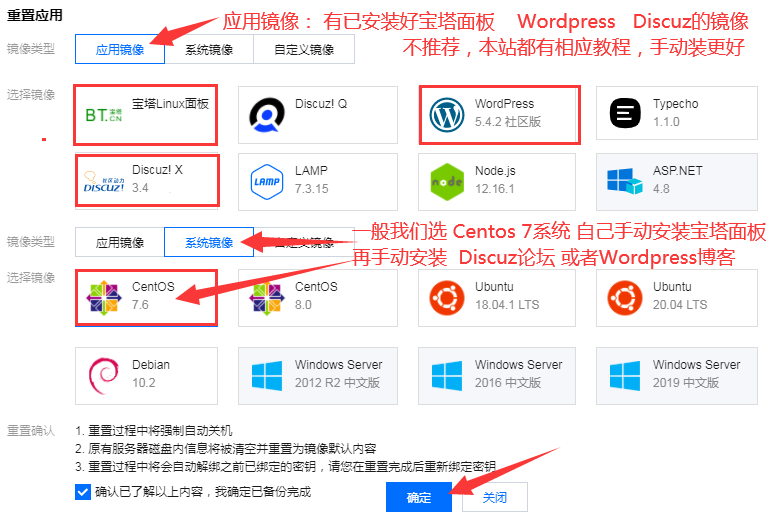 重置应用
应用镜像： 有已安装好宝塔面板 Wordpress Discuz的镜像
不推荐，本站都有相应教程，手动装更好
镜像类型 应用镜像 系统镜像 自定义镜像
选择镜像
BT.CN 宝塔 宝塔Linux面板
Discuz! Q
WordPress
5.4.2 社区版
Typecho
1.1.0
社区动力 DISCUZ! Discuz! X
3.4
LAMP LAMP
7.3.15
node Node.js
12.16.1
ASP.NET
4.8
一般我们选 Centos 7系统 自己手动安装宝塔面板
再手动安装 Discuz论坛 或者Wordpress博客
镜像类型 应用镜像 系统镜像 自定义镜像
选择镜像
CentOS
7.6
CentOS
8.0
Ubuntu
18.04.1 LTS
Ubuntu
20.04 LTS
Debian
10.2
Windows Server
2012 R2 中文版
Windows Server
2016 中文版
Windows Server
2019 中文版
重置确认 1. 重置过程中将强制自动关机
2. 原有服务器磁盘内信息将被清空并重置为镜像默认内容
3. 重置过程中将会自动解绑之前已绑定的密钥，请您在重置完成后重新绑定密钥
确认已了解以上内容，我确定已备份完成
确定 关闭